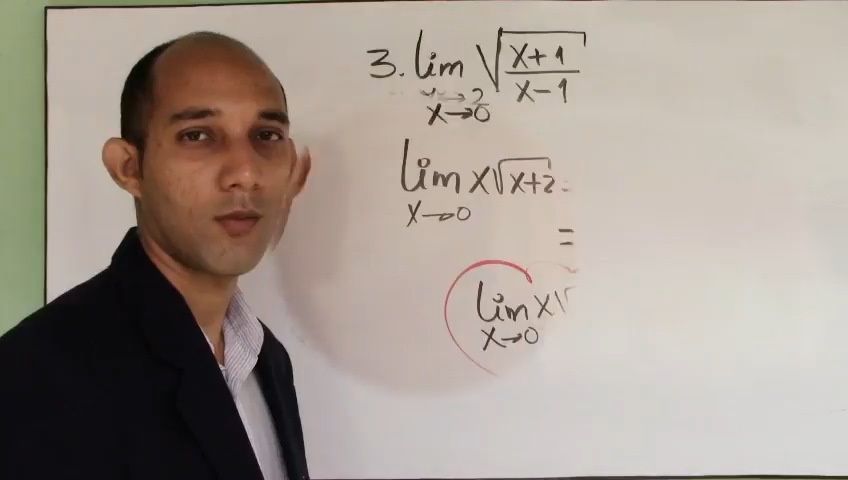 3. lim √(x+1/x-1)
x→2
x→0
lim x√x+2 =
x→0
=
lim x√
x→0